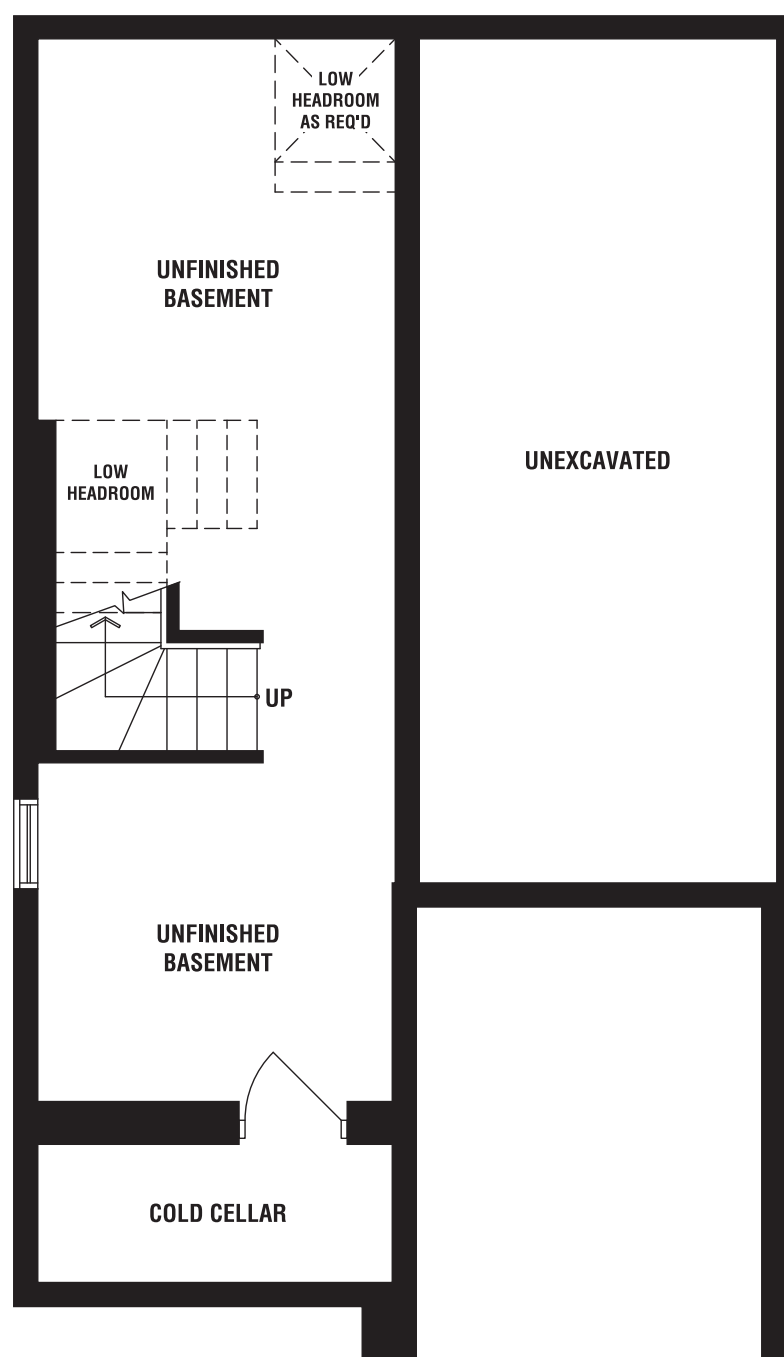 LOW
HEADROOM
AS REQ'D
UNFINISHED
BASEMENT
LOW
HEADROOM
UNEXCAVATED
UP
UNFINISHED
BASEMENT
COLD CELLAR